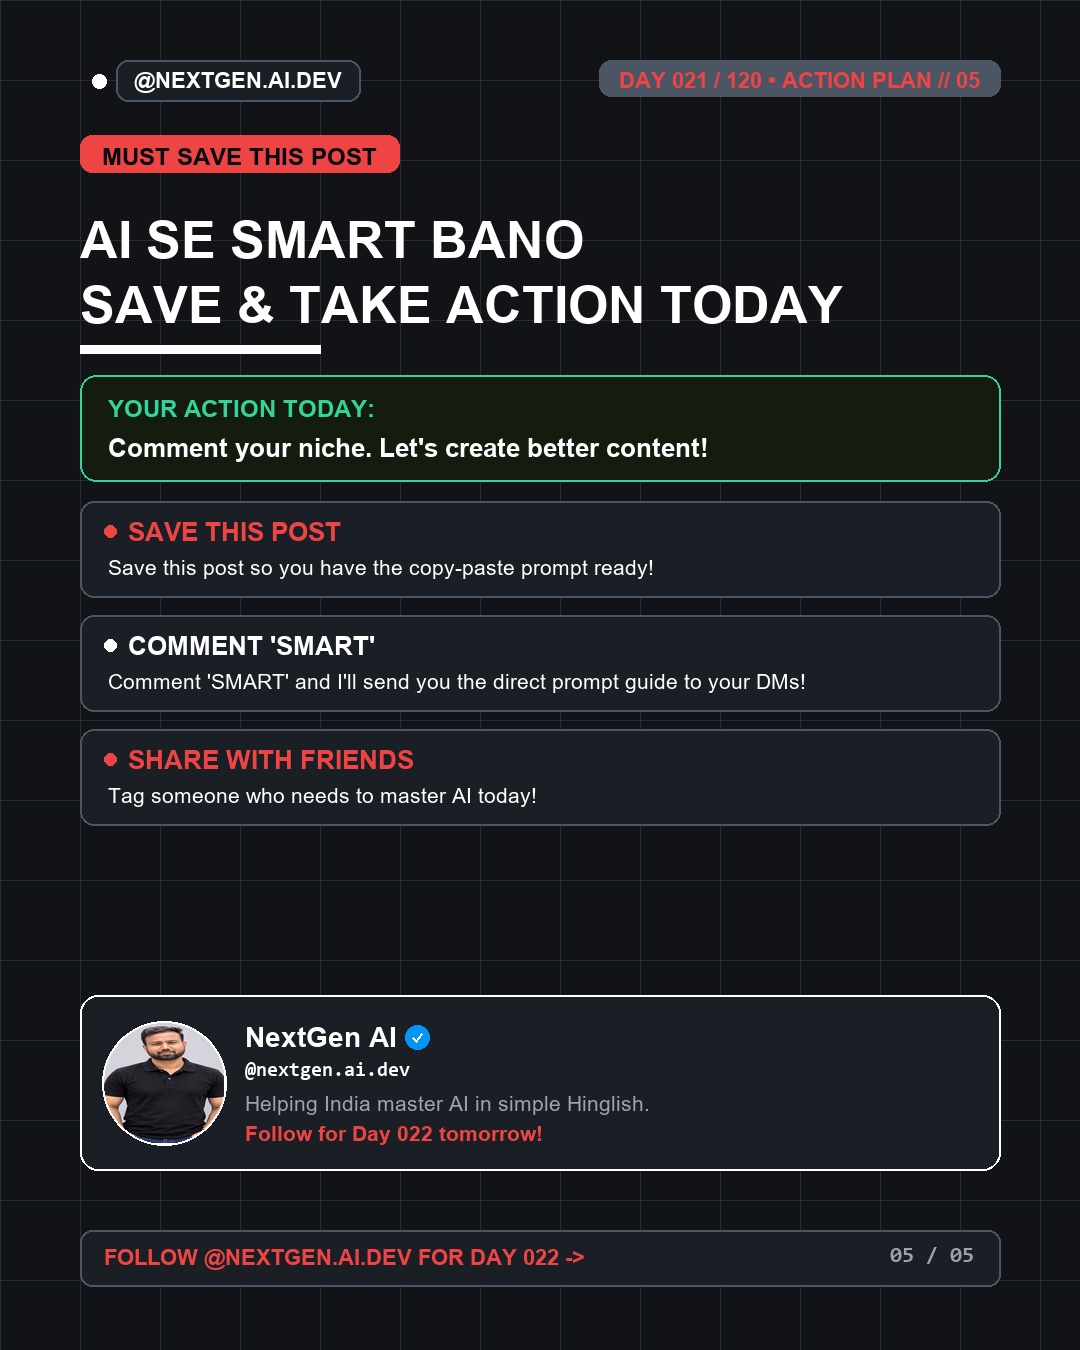 @NEXTGEN.AI.DEV
DAY 021 / 120 • ACTION PLAN // 05
MUST SAVE THIS POST
AI SE SMART BANO
SAVE & TAKE ACTION TODAY
YOUR ACTION TODAY:
Comment your niche. Let's create better content!
SAVE THIS POST
Save this post so you have the copy-paste prompt ready!
COMMENT 'SMART'
Comment 'SMART' and I'll send you the direct prompt guide to your DMs!
SHARE WITH FRIENDS
Tag someone who needs to master AI today!
NextGen AI
@nextgen.ai.dev
Helping India master AI in simple Hinglish.
Follow for Day 022 tomorrow!
FOLLOW @NEXTGEN.AI.DEV FOR DAY 022 ->
05 / 05